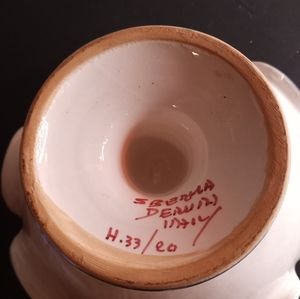 SBERNA
DERUTA
ITALY
H.33/20